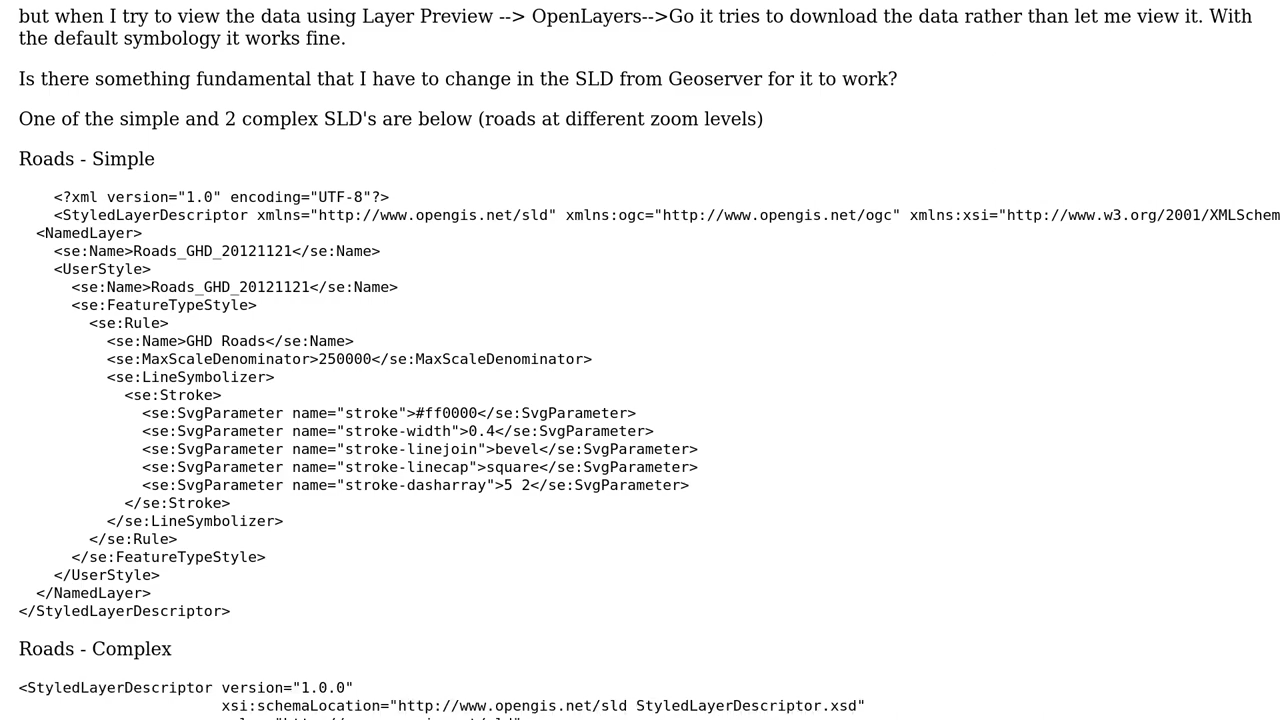 but when I try to view the data using Layer Preview --> OpenLayers-->Go it tries to download the data rather than let me view it. With
the default symbology it works fine.
Is there something fundamental that I have to change in the SLD from Geoserver for it to work?
One of the simple and 2 complex SLD's are below (roads at different zoom levels)
Roads - Simple
    <?xml version="1.0" encoding="UTF-8"?>
    <StyledLayerDescriptor xmlns="http://www.opengis.net/sld" xmlns:ogc="http://www.opengis.net/ogc" xmlns:xsi="http://www.w3.org/2001/XMLSchem
  <NamedLayer>
    <se:Name>Roads_GHD_20121121</se:Name>
    <UserStyle>
      <se:Name>Roads_GHD_20121121</se:Name>
      <se:FeatureTypeStyle>
        <se:Rule>
          <se:Name>GHD Roads</se:Name>
          <se:MaxScaleDenominator>250000</se:MaxScaleDenominator>
          <se:LineSymbolizer>
            <se:Stroke>
              <se:SvgParameter name="stroke">#ff0000</se:SvgParameter>
              <se:SvgParameter name="stroke-width">0.4</se:SvgParameter>
              <se:SvgParameter name="stroke-linejoin">bevel</se:SvgParameter>
              <se:SvgParameter name="stroke-linecap">square</se:SvgParameter>
              <se:SvgParameter name="stroke-dasharray">5 2</se:SvgParameter>
            </se:Stroke>
          </se:LineSymbolizer>
        </se:Rule>
      </se:FeatureTypeStyle>
    </UserStyle>
  </NamedLayer>
</StyledLayerDescriptor>
Roads - Complex
<StyledLayerDescriptor version="1.0.0"
                       xsi:schemaLocation="http://www.opengis.net/sld StyledLayerDescriptor.xsd"